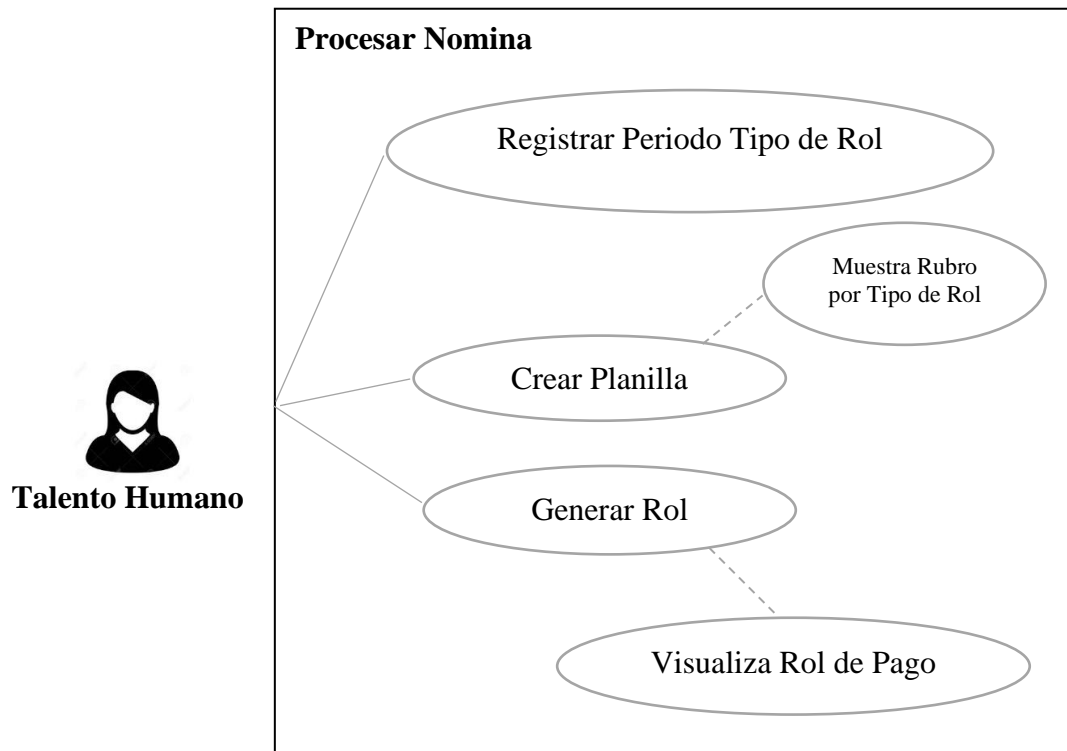 Procesar Nomina
Registrar Periodo Tipo de Rol
Muestra Rubro
por Tipo de Rol
Crear Planilla
Talento Humano
Generar Rol
Visualiza Rol de Pago